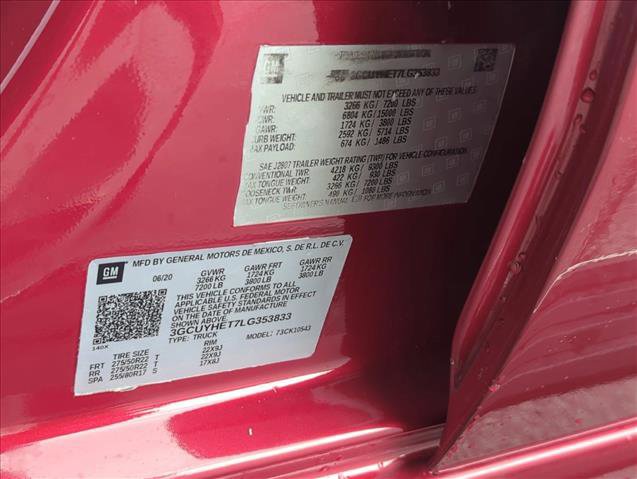 GM
3GCUYHET7LG353833
VEHICLE AND TRAILER MUST NOT EXCEED ANY OF THESE VALUES
VWR: 3266 KG / 7200 LBS
CWR: 6804 KG/15000 LBS
GAWR: 1724 KG / 3800 LBS
CURB WEIGHT: 2592 KG / 5714 LBS
MAX PAYLOAD: 674 KG / 1486 LBS
SAE J2807 TRAILER WEIGHT RATING (TWR) FOR VEHICLE CONFIGURATION
CONVENTIONAL TWR: 4218 KG / 9300 LBS
MAX TONGUE WEIGHT: 422 KG / 930 LBS
GOOSENECK TWR: 3266 KG / 7200 LBS
MAX TONGUE WEIGHT: 490 KG / 1080 LBS
SEE OWNER'S MANUAL FOR MORE INFORMATION
GM
MFD BY GENERAL MOTORS DE MEXICO, S. DE R.L. DE C.V.
06/20 GVWR GAWR FRT GAWR RR
3266 KG 1724 KG 1724 KG
7200 LB 3800 LB 3800 LB
THIS VEHICLE CONFORMS TO ALL
APPLICABLE U.S. FEDERAL MOTOR
VEHICLE SAFETY STANDARDS IN EFFECT
ON THE DATE OF MANUFACTURE SHOWN ABOVE.
3GCUYHET7LG353833
TYPE: TRUCK MODEL: 73CK10543
140X
TIRE SIZE RIM
FRT 275/50R22 T 22X9J
RR 275/50R22 T 22X9J
SPA 255/80R17 S 17X8J